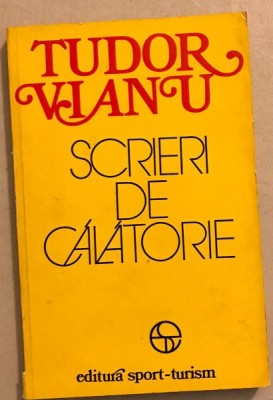 TUDOR
VIANU
SCRIERI
DE
CĂLĂTORIE
editura sport-turism